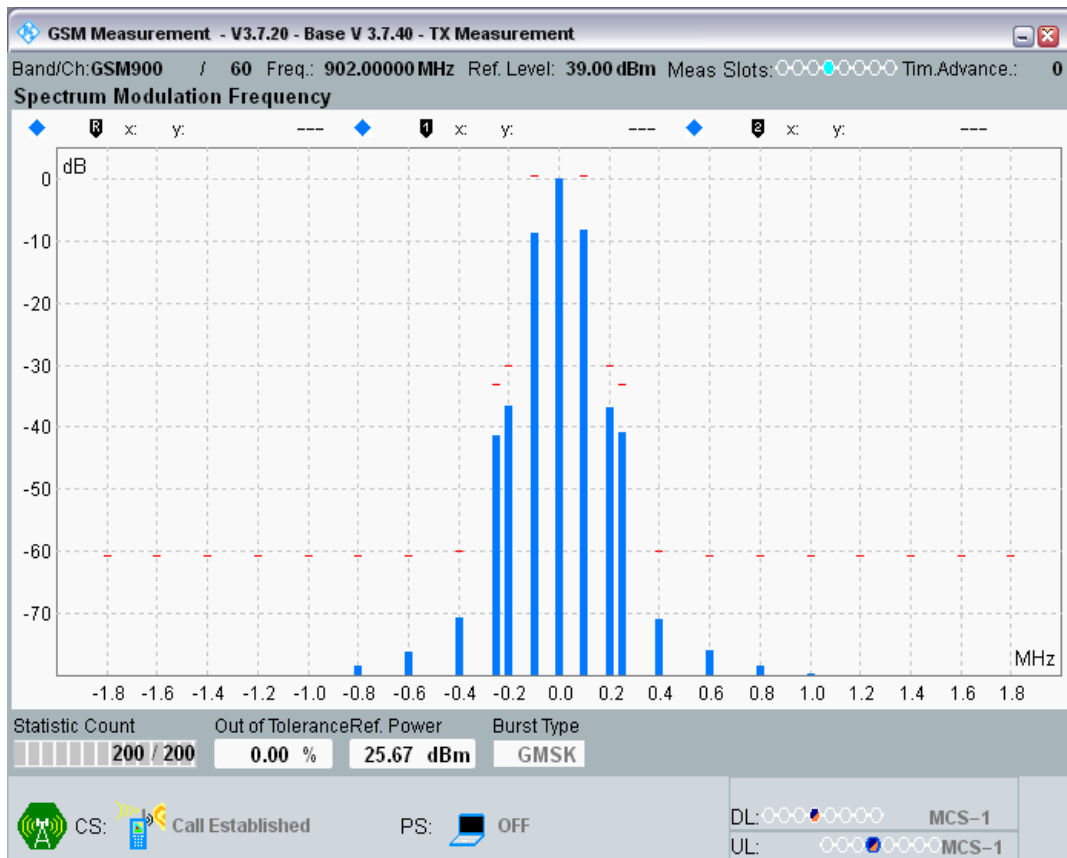 GSM Measurement - V3.7.20 - Base V 3.7.40 - TX Measurement
Band/Ch:GSM900 / 60 Freq.: 902.00000 MHz Ref. Level: 39.00 dBm Meas Slots: Tim.Advance.: 0
Spectrum Modulation Frequency
R x: y: --- 1 x: y: --- 2 x: y: ---
dB
0
-10
-20
-30
-40
-50
-60
-70
MHz
-1.8 -1.6 -1.4 -1.2 -1.0 -0.8 -0.6 -0.4 -0.2 0.0 0.2 0.4 0.6 0.8 1.0 1.2 1.4 1.6 1.8
Statistic Count Out of Tolerance Ref. Power Burst Type
200 / 200 0.00 % 25.67 dBm GMSK
CS: Call Established PS: OFF
DL: MCS-1
UL: MCS-1